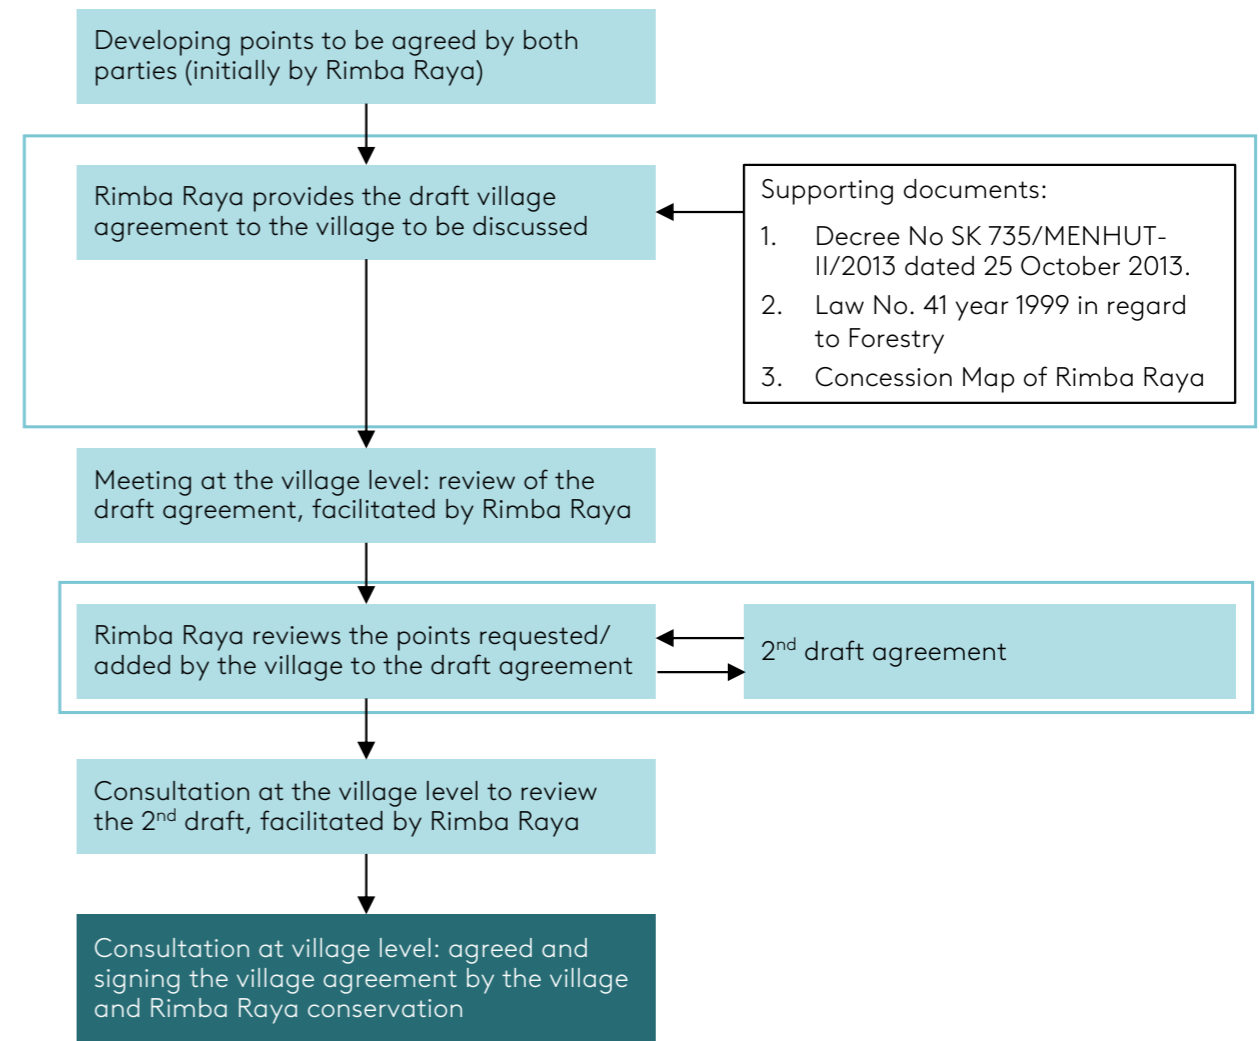 Developing points to be agreed by both
parties (initially by Rimba Raya)
Rimba Raya provides the draft village
agreement to the village to be discussed
Supporting documents:
1. Decree No SK 735/MENHUT-
II/2013 dated 25 October 2013.
2. Law No. 41 year 1999 in regard
to Forestry
3. Concession Map of Rimba Raya
Meeting at the village level: review of the
draft agreement, facilitated by Rimba Raya
Rimba Raya reviews the points requested/
added by the village to the draft agreement
2nd draft agreement
Consultation at the village level to review
the 2nd draft, facilitated by Rimba Raya
Consultation at village level: agreed and
signing the village agreement by the village
and Rimba Raya conservation